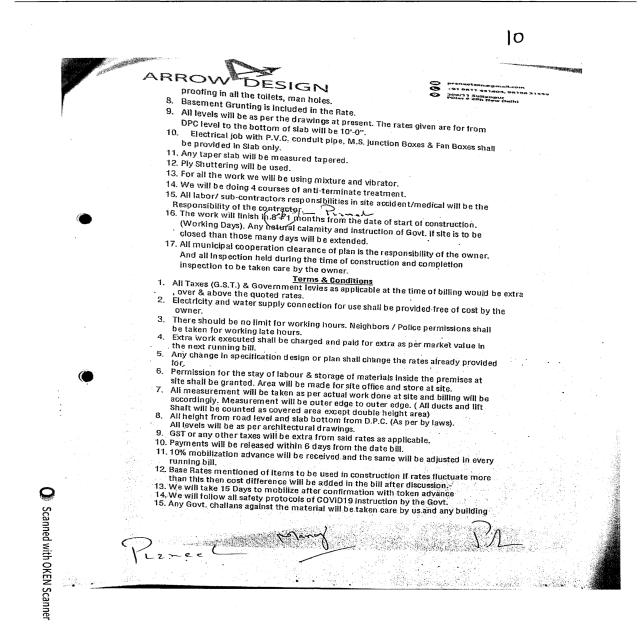 10
ARROW DESIGN
proofing in all the toilets, man holes.
8. Basement Grunting is included in the Rate.
9. All levels will be as per the drawings at present. The rates given are for from
DPC level to the bottom of slab will be 10'-0".
10. Electrical job with P.V.C. conduit pipe, M.S. junction Boxes & Fan Boxes shall
be provided in Slab only.
11. Any taper slab will be measured tapered.
12. Ply Shuttering will be used.
13. For all the work we will be using mixture and vibrator.
14. We will be doing 4 courses of anti-terminate treatment.
15. All labor/ sub-contractors responsibilities in site accident/medical will be the
Responsibility of the contractor.
16. The work will finish in months from the date of start of construction.
(Working Days). Any natural calamity and instruction of Govt. if site is to be
closed than those many days will be extended.
17. All municipal cooperation clearance of plan is the responsibility of the owner.
And all Inspection held during the time of construction and completion
inspection to be taken care by the owner.
Terms & Conditions
1. All Taxes (G.S.T.) & Government levies as applicable at the time of billing would be extra
, over & above the quoted rates.
2. Electricity and water supply connection for use shall be provided free of cost by the
owner.
3. There should be no limit for working hours. Neighbors / Police permissions shall
be taken for working late hours.
4. Extra work executed shall be charged and paid for extra as per market value in
the next running bill.
5. Any change in specification design or plan shall change the rates already provided
for.
6. Permission for the stay of labour & storage of materials inside the premises at
site shall be granted. Area will be made for site office and store at site.
7. All measurement will be taken as per actual work done at site and billing will be
accordingly. Measurement will be outer edge to outer edge. ( All ducts and lift
Shaft will be counted as covered area except double height area)
8. All height from road level and slab bottom from D.P.C. (As per by laws).
All levels will be as per architectural drawings.
9. GST or any other taxes will be extra from said rates as applicable.
10. Payments will be released within 6 days from the date bill.
11. 10% mobilization advance will be received and the same will be adjusted in every
running bill.
12. Base Rates mentioned of items to be used in construction if rates fluctuate more
than this then cost difference will be added in the bill after discussion.
13. We will take 15 Days to mobilize after confirmation with token advance
14. We will follow all safety protocols of COVID19 instruction by the Govt.
15. Any Govt. challans against the material will be taken care by us and any building
Scanned with OKEN Scanner